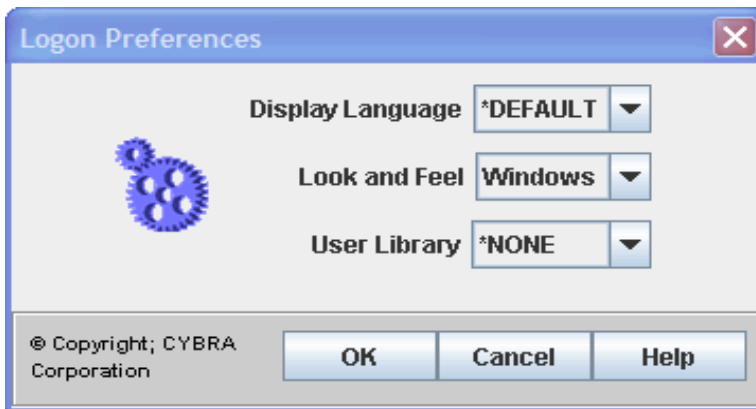 Logon Preferences
Display Language *DEFAULT
Look and Feel Windows
User Library *NONE
© Copyright; CYBRA
Corporation
OK Cancel Help